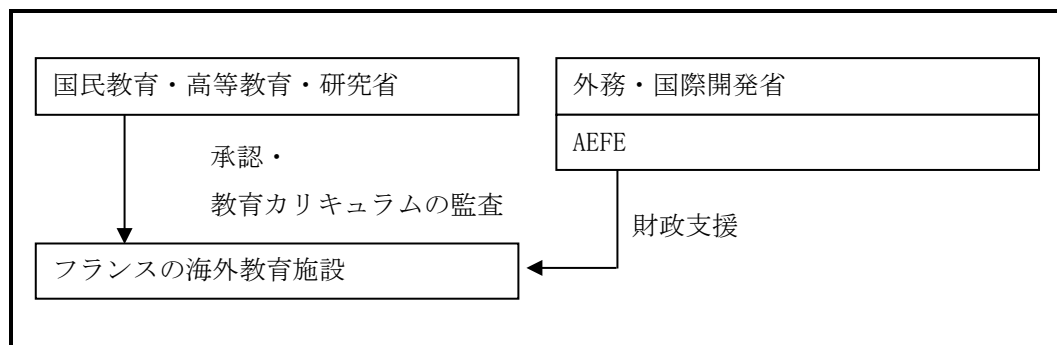 国民教育・高等教育・研究省
外務・国際開発省
AEFE
承認・
教育カリキュラムの監査
財政支援
フランスの海外教育施設